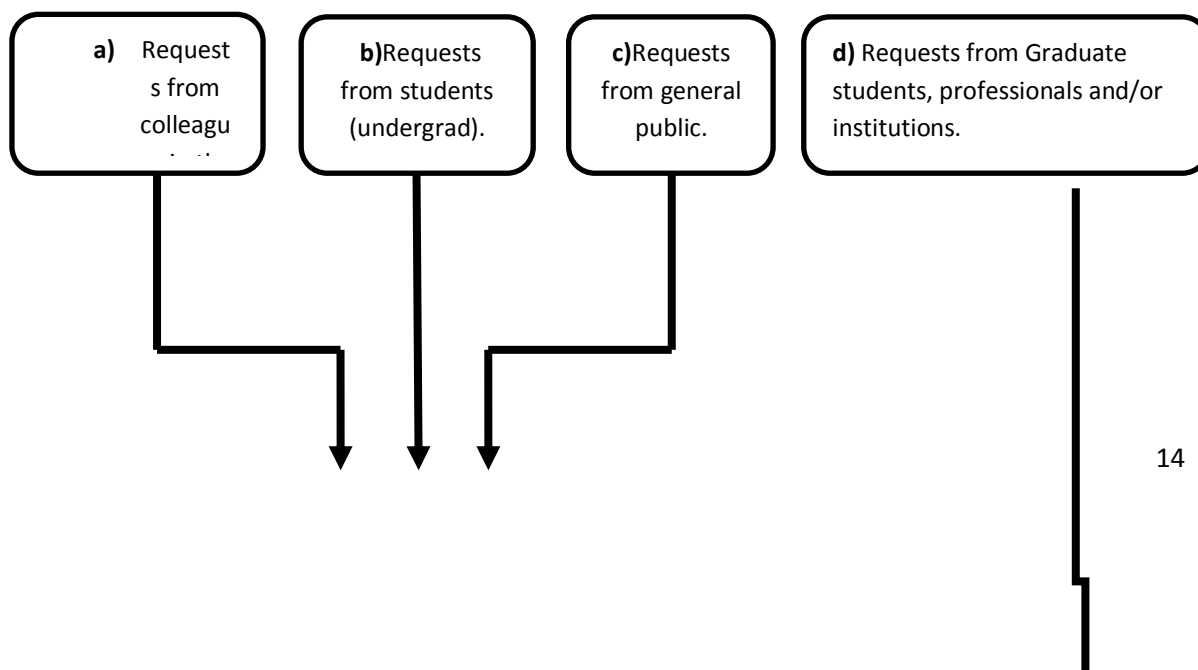 a) Request
s from
colleagu
b)Requests
from students
(undergrad).
c)Requests
from general
public.
d) Requests from Graduate
students, professionals and/or
institutions.
14